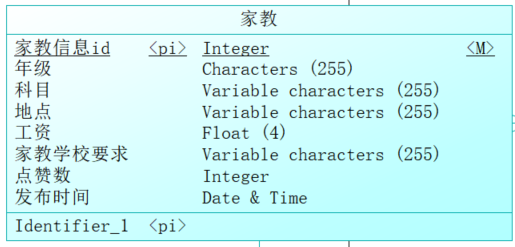 家教
家教信息id <pi> Integer <M>
年级 Characters (255)
科目 Variable characters (255)
地点 Variable characters (255)
工资 Float (4)
家教学校要求 Variable characters (255)
点赞数 Integer
发布时间 Date & Time
Identifier_1 <pi>